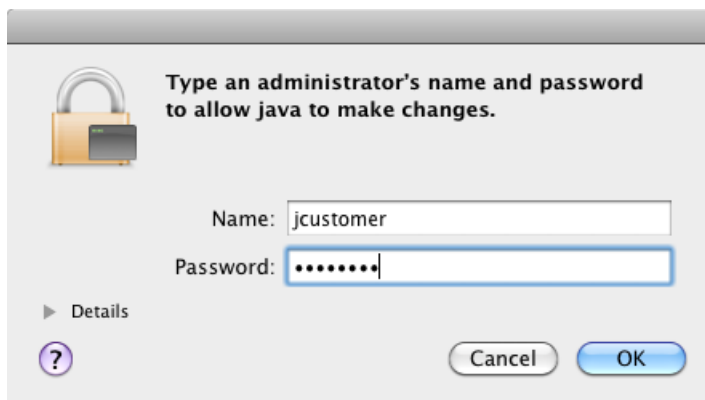 Type an administrator's name and password
to allow java to make changes.
Name: jcustomer
Password: ••••••••
Details
?
Cancel OK